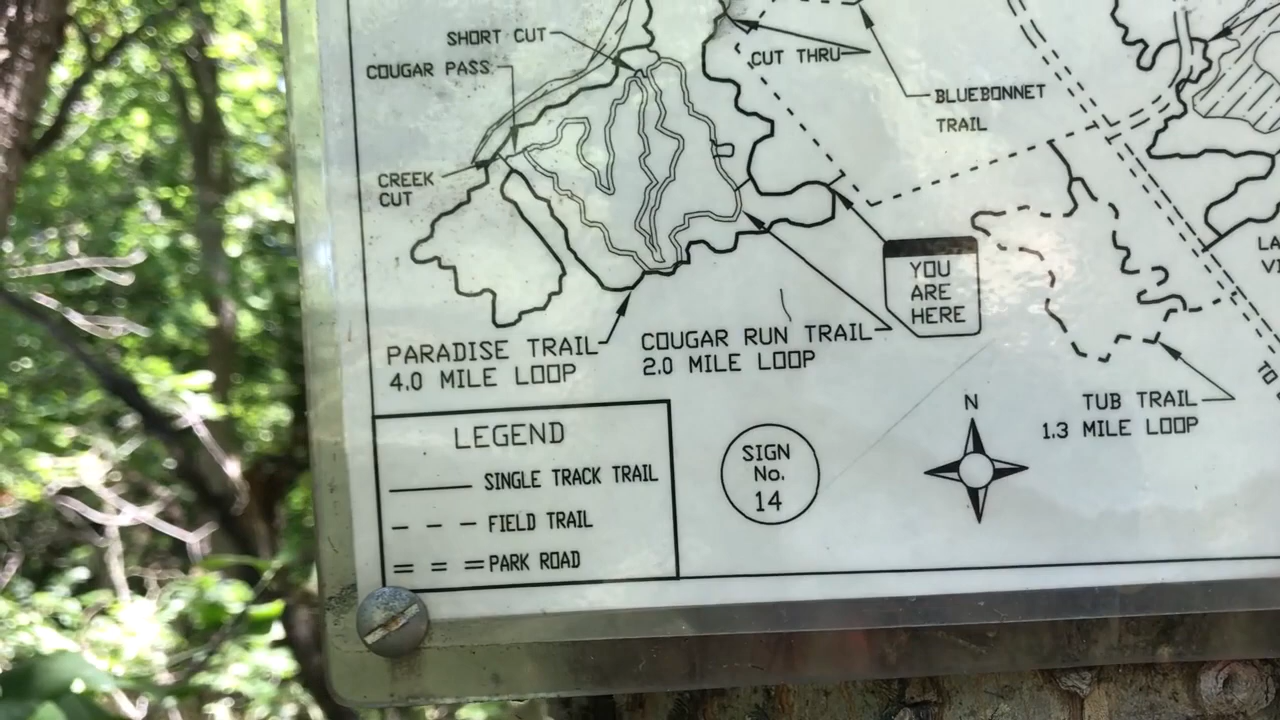 SHORT CUT
CUT THRU
COUGAR PASS
BLUEBONNET
TRAIL
CREEK
CUT
YOU
ARE
HERE
PARADISE TRAIL
4.0 MILE LOOP
COUGAR RUN TRAIL
2.0 MILE LOOP
TO
TUB TRAIL
1.3 MILE LOOP
N
LEGEND
SINGLE TRACK TRAIL
FIELD TRAIL
PARK ROAD
SIGN
No.
14